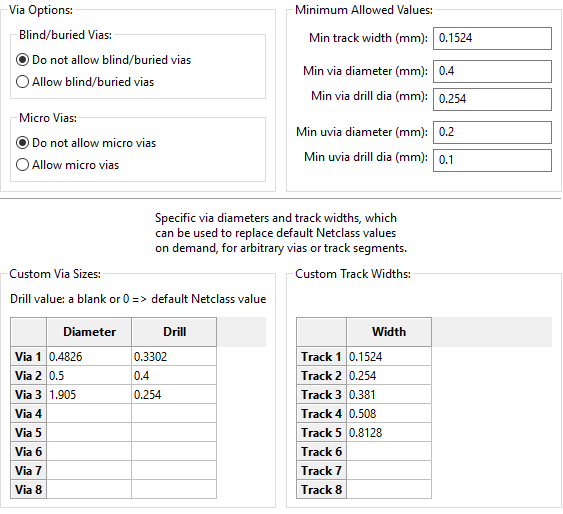 Via Options:
Blind/buried Vias:
Do not allow blind/buried vias
Allow blind/buried vias
Micro Vias:
Do not allow micro vias
Allow micro vias
Minimum Allowed Values:
Min track width (mm): 0.1524
Min via diameter (mm): 0.4
Min via drill dia (mm): 0.254
Min uvia diameter (mm): 0.2
Min uvia drill dia (mm): 0.1
Specific via diameters and track widths, which
can be used to replace default Netclass values
on demand, for arbitrary vias or track segments.
Custom Via Sizes:
Drill value: a blank or 0 => default Netclass value
Diameter Drill
Via 1 0.4826 0.3302
Via 2 0.5 0.4
Via 3 1.905 0.254
Via 4
Via 5
Via 6
Via 7
Via 8
Custom Track Widths:
Width
Track 1 0.1524
Track 2 0.254
Track 3 0.381
Track 4 0.508
Track 5 0.8128
Track 6
Track 7
Track 8